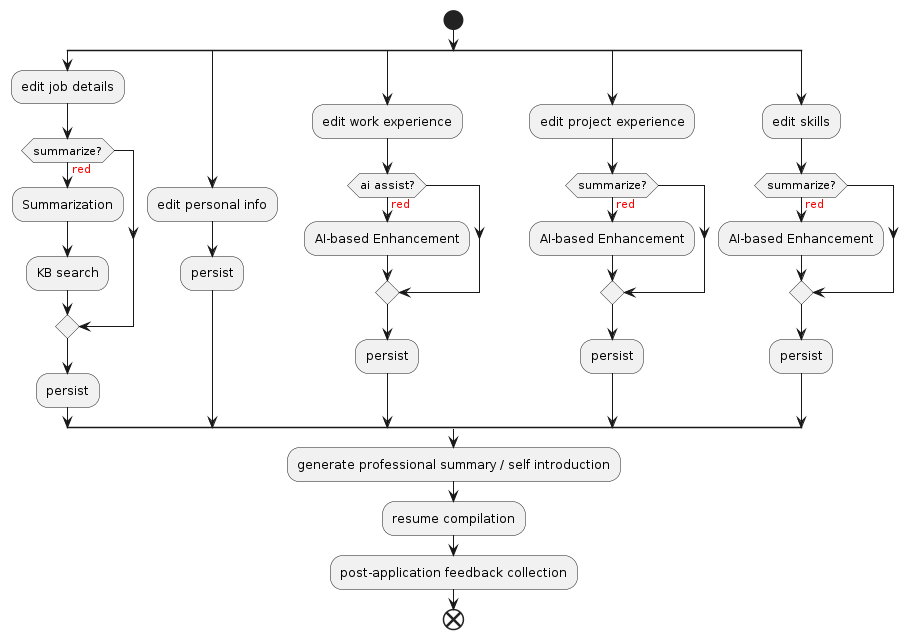 edit job details
summarize?
red
Summarization
KB search
persist
edit personal info
persist
edit work experience
ai assist?
red
AI-based Enhancement
persist
edit project experience
summarize?
red
AI-based Enhancement
persist
edit skills
summarize?
red
AI-based Enhancement
persist
generate professional summary / self introduction
resume compilation
post-application feedback collection